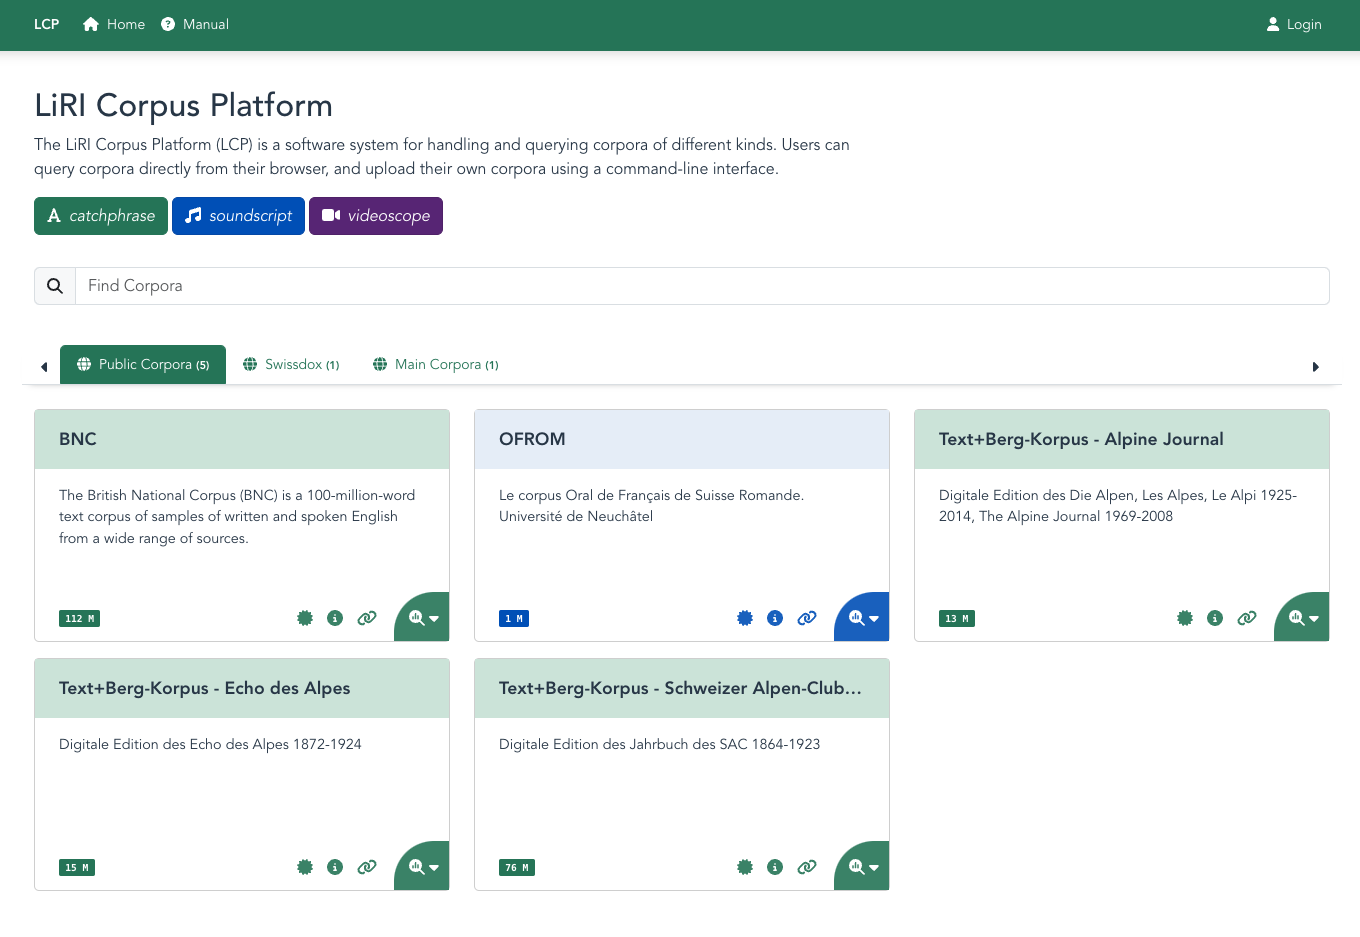 LCP Home Manual Login
LiRI Corpus Platform
The LiRI Corpus Platform (LCP) is a software system for handling and querying corpora of different kinds. Users can
query corpora directly from their browser, and upload their own corpora using a command-line interface.
catchphrase soundscript videoscope
Find Corpora
Public Corpora (5) Swissdox (1) Main Corpora (1)
BNC
The British National Corpus (BNC) is a 100-million-word
text corpus of samples of written and spoken English
from a wide range of sources.
112 M
OFROM
Le corpus Oral de Français de Suisse Romande.
Université de Neuchâtel
1 M
Text+Berg-Korpus - Alpine Journal
Digitale Edition des Die Alpen, Les Alpes, Le Alpi 1925-
2014, The Alpine Journal 1969-2008
13 M
Text+Berg-Korpus - Echo des Alpes
Digitale Edition des Echo des Alpes 1872-1924
15 M
Text+Berg-Korpus - Schweizer Alpen-Club...
Digitale Edition des Jahrbuch des SAC 1864-1923
76 M